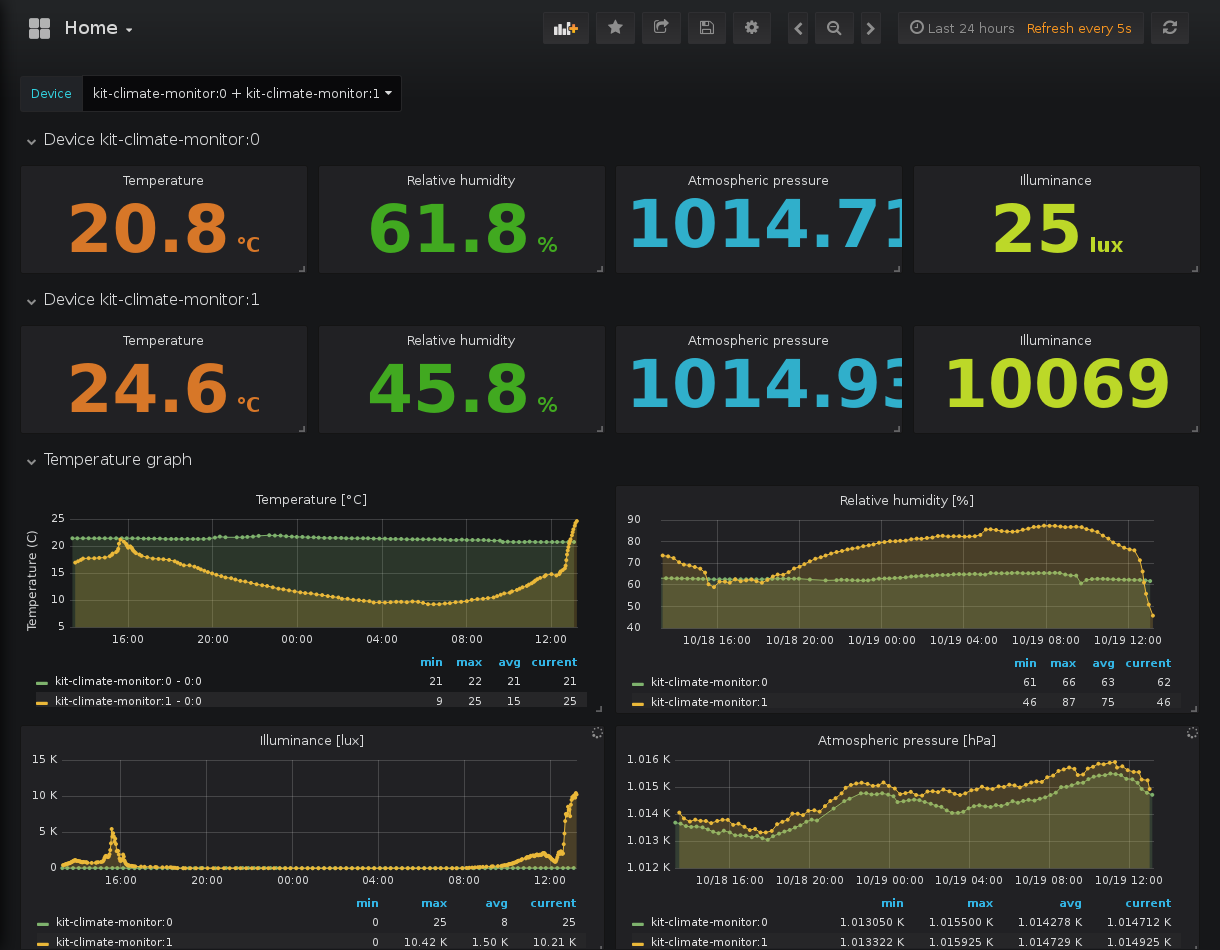 Home
Last 24 hours Refresh every 5s
Device kit-climate-monitor:0 + kit-climate-monitor:1
Device kit-climate-monitor:0
Temperature Relative humidity Atmospheric pressure Illuminance
20.8 °C 61.8 % 1014.71 25 lux
Device kit-climate-monitor:1
Temperature Relative humidity Atmospheric pressure Illuminance
24.6 °C 45.8 % 1014.93 10069
Temperature graph
Temperature [°C]
Temperature (C)
25
20
15
10
5
16:00 20:00 00:00 04:00 08:00 12:00
min max avg current
kit-climate-monitor:0 - 0:0 21 22 21 21
kit-climate-monitor:1 - 0:0 9 25 15 25
Relative humidity [%]
90
80
70
60
50
40
10/18 16:00 10/18 20:00 10/19 00:00 10/19 04:00 10/19 08:00 10/19 12:00
min max avg current
kit-climate-monitor:0 61 66 63 62
kit-climate-monitor:1 46 87 75 46
Illuminance [lux]
15 K
10 K
5 K
0
16:00 20:00 00:00 04:00 08:00 12:00
min max avg current
kit-climate-monitor:0 0 25 8 25
kit-climate-monitor:1 0 10.42 K 1.50 K 10.21 K
Atmospheric pressure [hPa]
1.016 K
1.015 K
1.014 K
1.013 K
1.012 K
10/18 16:00 10/18 20:00 10/19 00:00 10/19 04:00 10/19 08:00 10/19 12:00
min max avg current
kit-climate-monitor:0 1.013050 K 1.015500 K 1.014278 K 1.014712 K
kit-climate-monitor:1 1.013322 K 1.015925 K 1.014729 K 1.014925 K